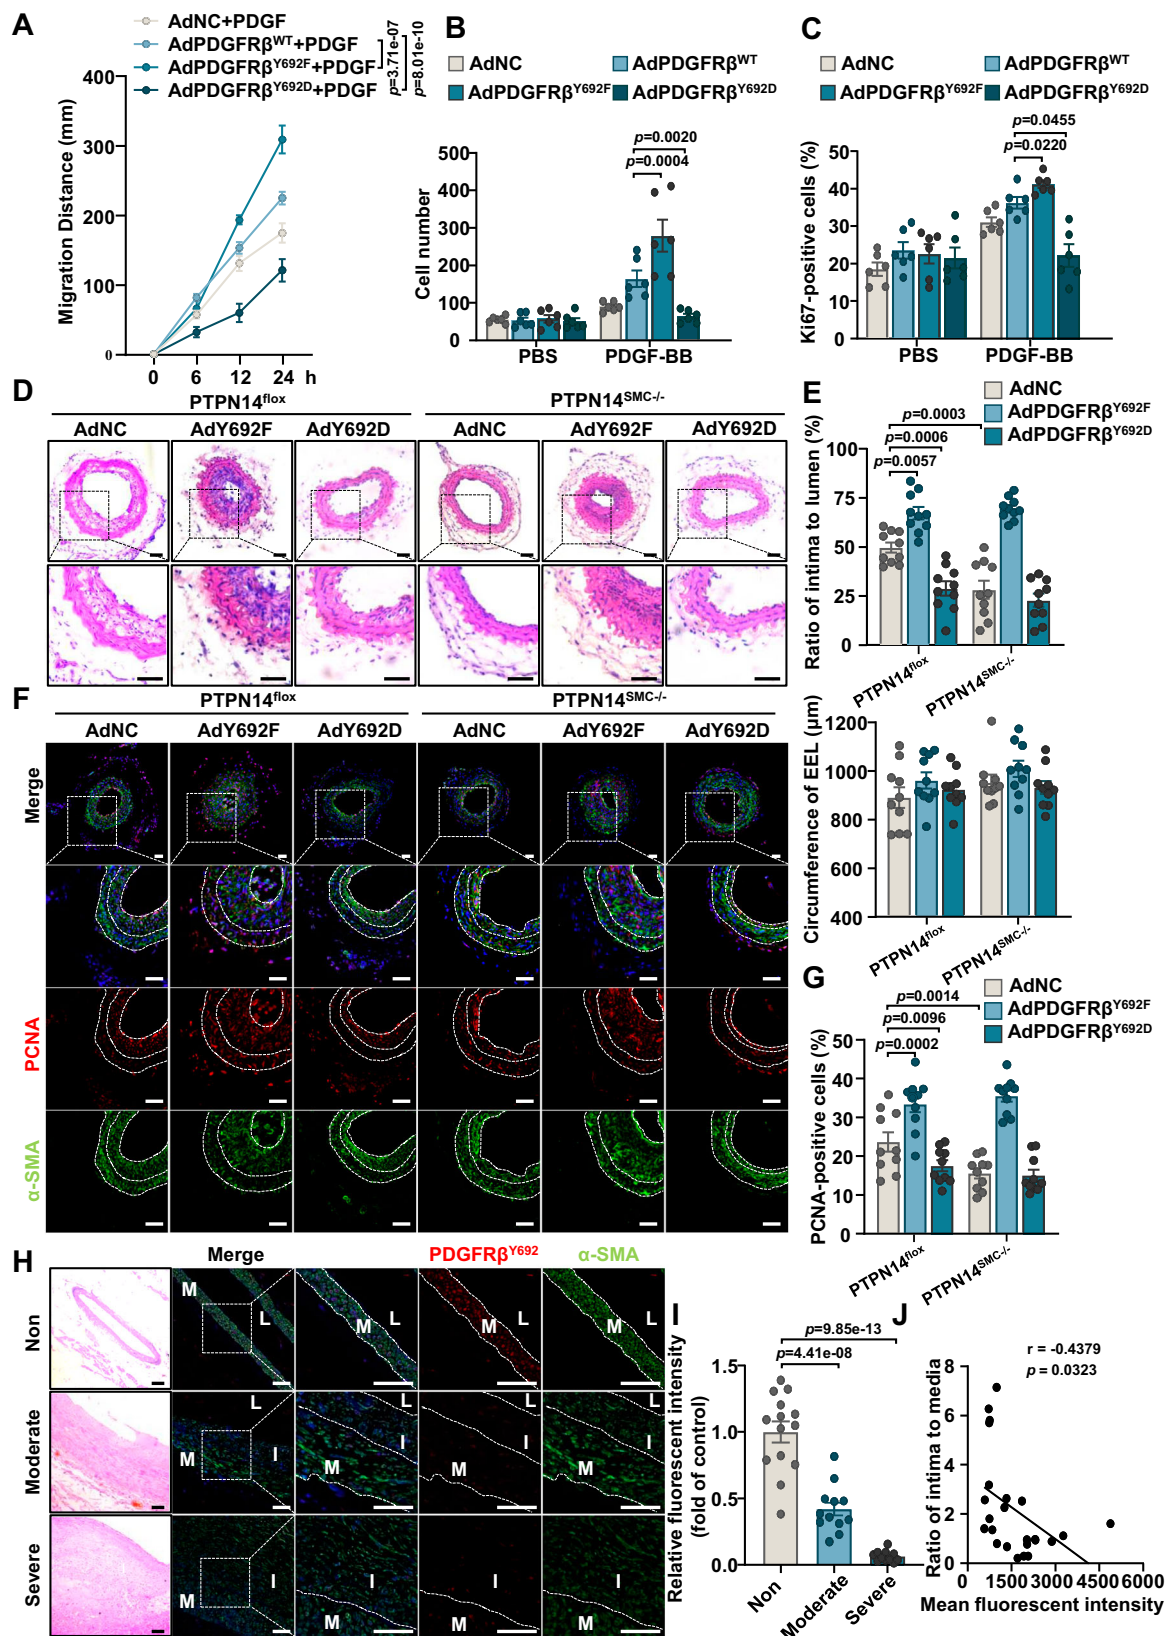 A
AdNC+PDGF
AdPDGFRβWT+PDGF
AdPDGFRβY692F+PDGF
AdPDGFRβY692D+PDGF
p=3.71e-07
p=8.01e-10
Migration Distance (mm)
400
300
200
100
0
0 6 12 24 h
B
AdNC AdPDGFRβWT
AdPDGFRβY692F AdPDGFRβY692D
p=0.0020
p=0.0004
Cell number
500
400
300
200
100
0
PBS PDGF-BB
C
AdNC AdPDGFRβWT
AdPDGFRβY692F AdPDGFRβY692D
p=0.0455
p=0.0220
Ki67-positive cells (%)
50
40
30
20
10
0
PBS PDGF-BB
D
PTPN14flox PTPN14SMC-/-
AdNC AdY692F AdY692D AdNC AdY692F AdY692D
E
AdNC
AdPDGFRβY692F
AdPDGFRβY692D
p=0.0003
p=0.0006
p=0.0057
Ratio of intima to lumen (%)
100
75
50
25
0
PTPN14flox PTPN14SMC-/-
Circumference of EEL (μm)
1200
1000
800
600
400
PTPN14flox PTPN14SMC-/-
F
PTPN14flox PTPN14SMC-/-
AdNC AdY692F AdY692D AdNC AdY692F AdY692D
Merge
PCNA
α-SMA
G
AdNC
AdPDGFRβY692F
AdPDGFRβY692D
p=0.0014
p=0.0096
p=0.0002
PCNA-positive cells (%)
50
40
30
20
10
0
PTPN14flox PTPN14SMC-/-
H
Merge PDGFRβY692 α-SMA
Non
M L M L M L M L
Moderate
M L I M L I M L I M L I
Severe
M I M I M I M I
I
p=9.85e-13
p=4.41e-08
Relative fluorescent intensity
(fold of control)
1.5
1.0
0.5
0.0
Non Moderate Severe
J
r = -0.4379
p = 0.0323
Ratio of intima to media
8
6
4
2
0
0 1500 3000 45006000
Mean fluorescent intensity